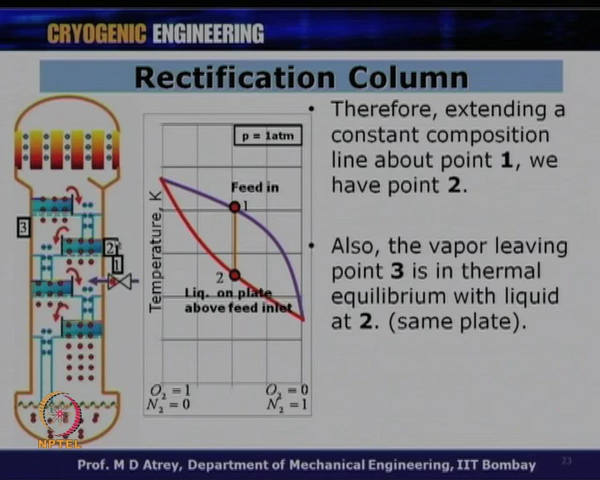 CRYOGENIC ENGINEERING
Rectification Column
3
2
1
p = 1atm
Feed in
1
2
Liq. on plate
above feed inlet
Temperature, K
O₂ =1
N₂ = 0
O₂ =0
N₂ =1
• Therefore, extending a
constant composition
line about point 1, we
have point 2.
• Also, the vapor leaving
point 3 is in thermal
equilibrium with liquid
at 2. (same plate).
NPTEL
Prof. M D Atrey, Department of Mechanical Engineering, IIT Bombay
23